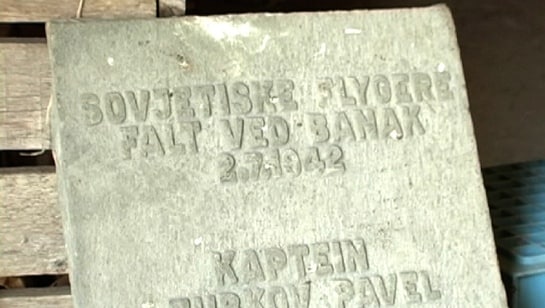 SOVJETISKE FLYGERE
FALT VED BANAK
2.7.1942
KAPTEIN
PAVEL